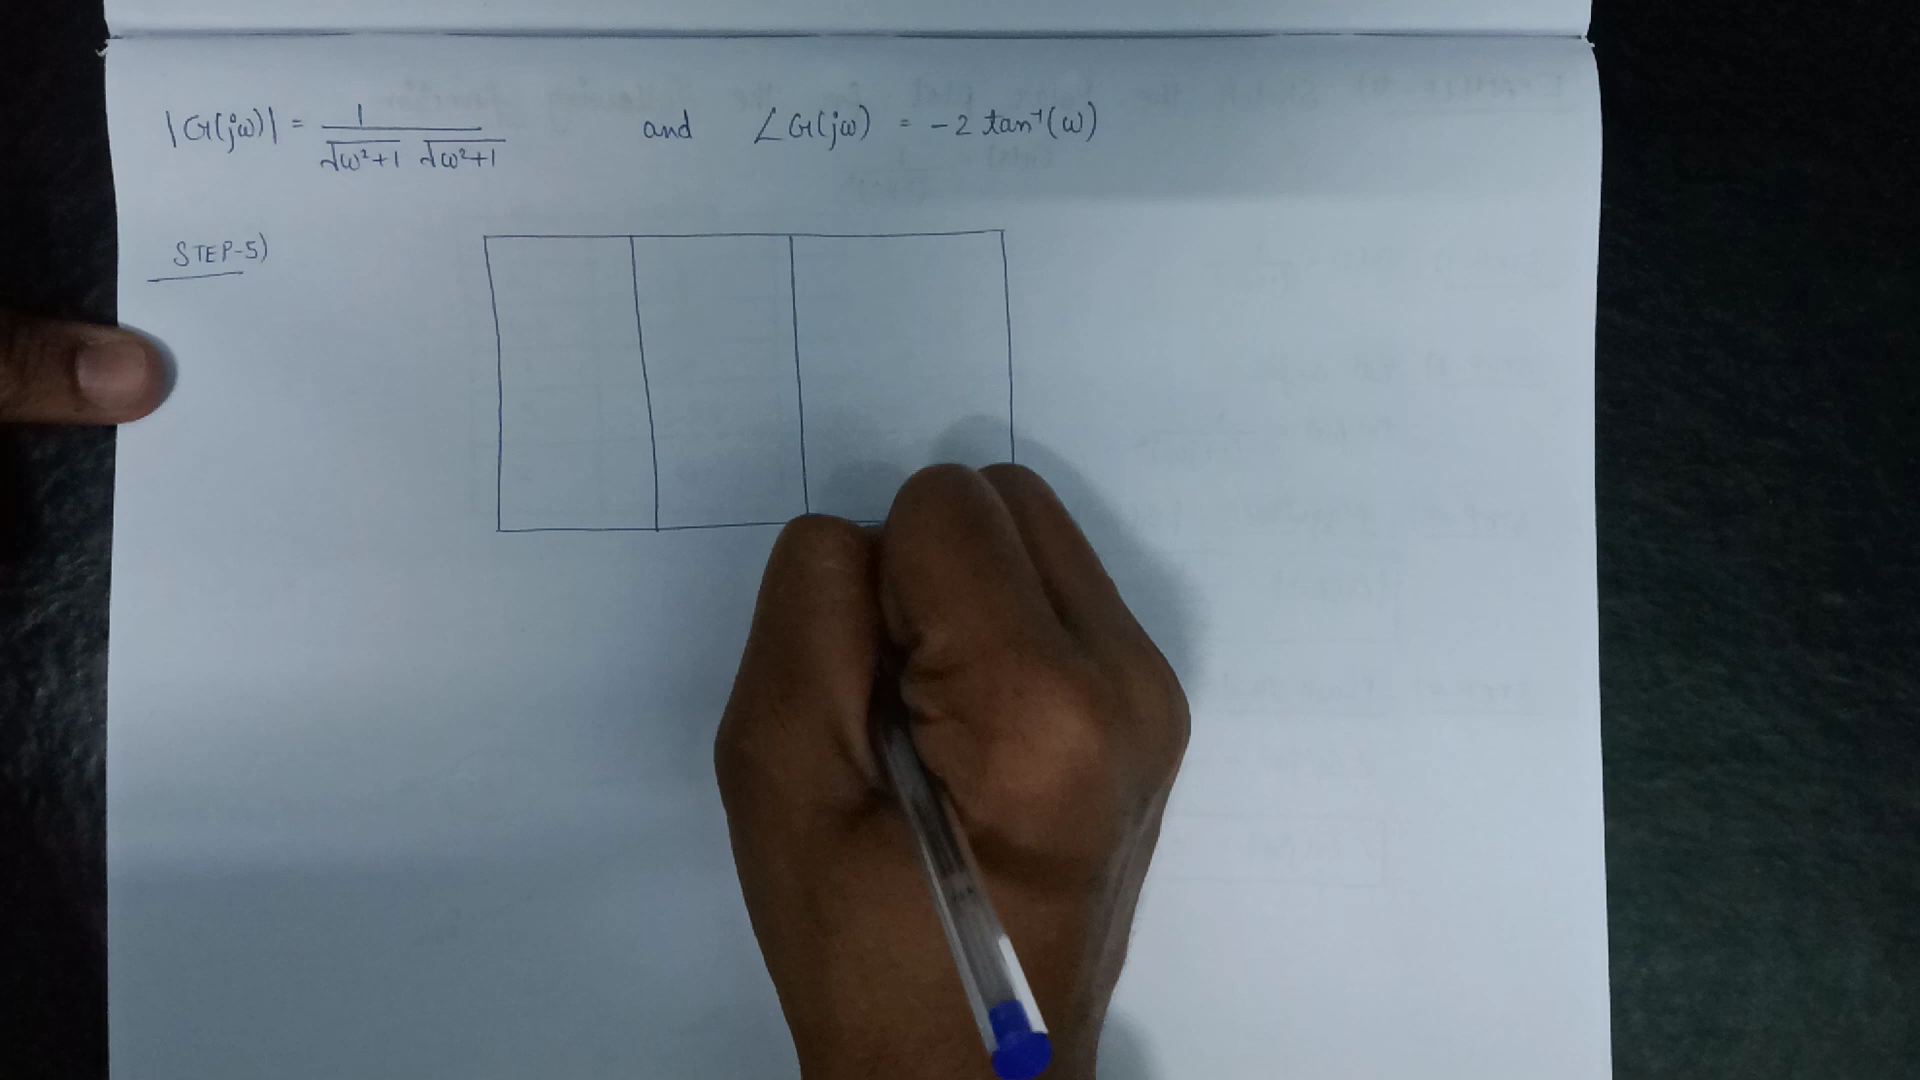 |G(jω)| = 1 / √ω²+1 √ω²+1 and ∠G(jω) = -2 tan⁻¹(ω)
STEP-5)